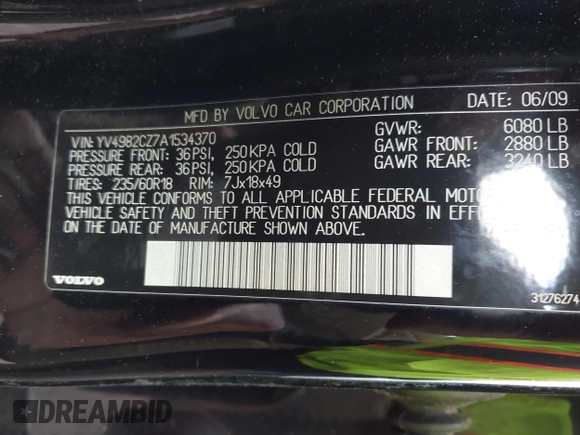 MFD BY VOLVO CAR CORPORATION DATE: 06/09
VIN: YV4982CZ7A1534370 GVWR: 6080 LB
PRESSURE FRONT: 36 PSI, 250 KPA COLD GAWR FRONT: 2880 LB
PRESSURE REAR: 36 PSI, 250 KPA COLD GAWR REAR: 3240 LB
TIRES: 235/60R18 RIM: 7Jx18x49
THIS VEHICLE CONFORMS TO ALL APPLICABLE FEDERAL MOTOR
VEHICLE SAFETY AND THEFT PREVENTION STANDARDS IN EFFECT
ON THE DATE OF MANUFACTURE SHOWN ABOVE.
VOLVO
31276274
DREAMBID